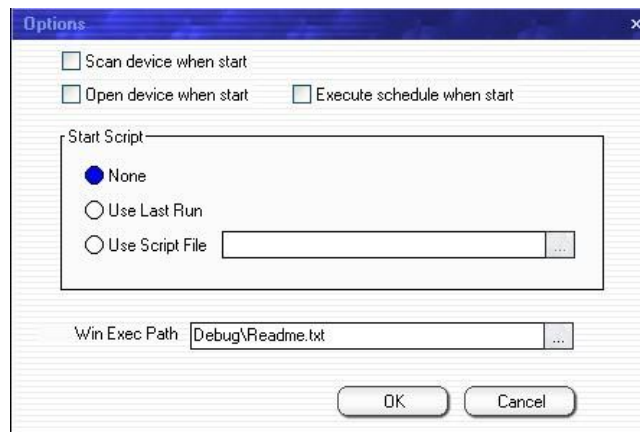 Options
Scan device when start
Open device when start Execute schedule when start
Start Script
None
Use Last Run
Use Script File ...
Win Exec Path Debug\Readme.txt ...
OK Cancel